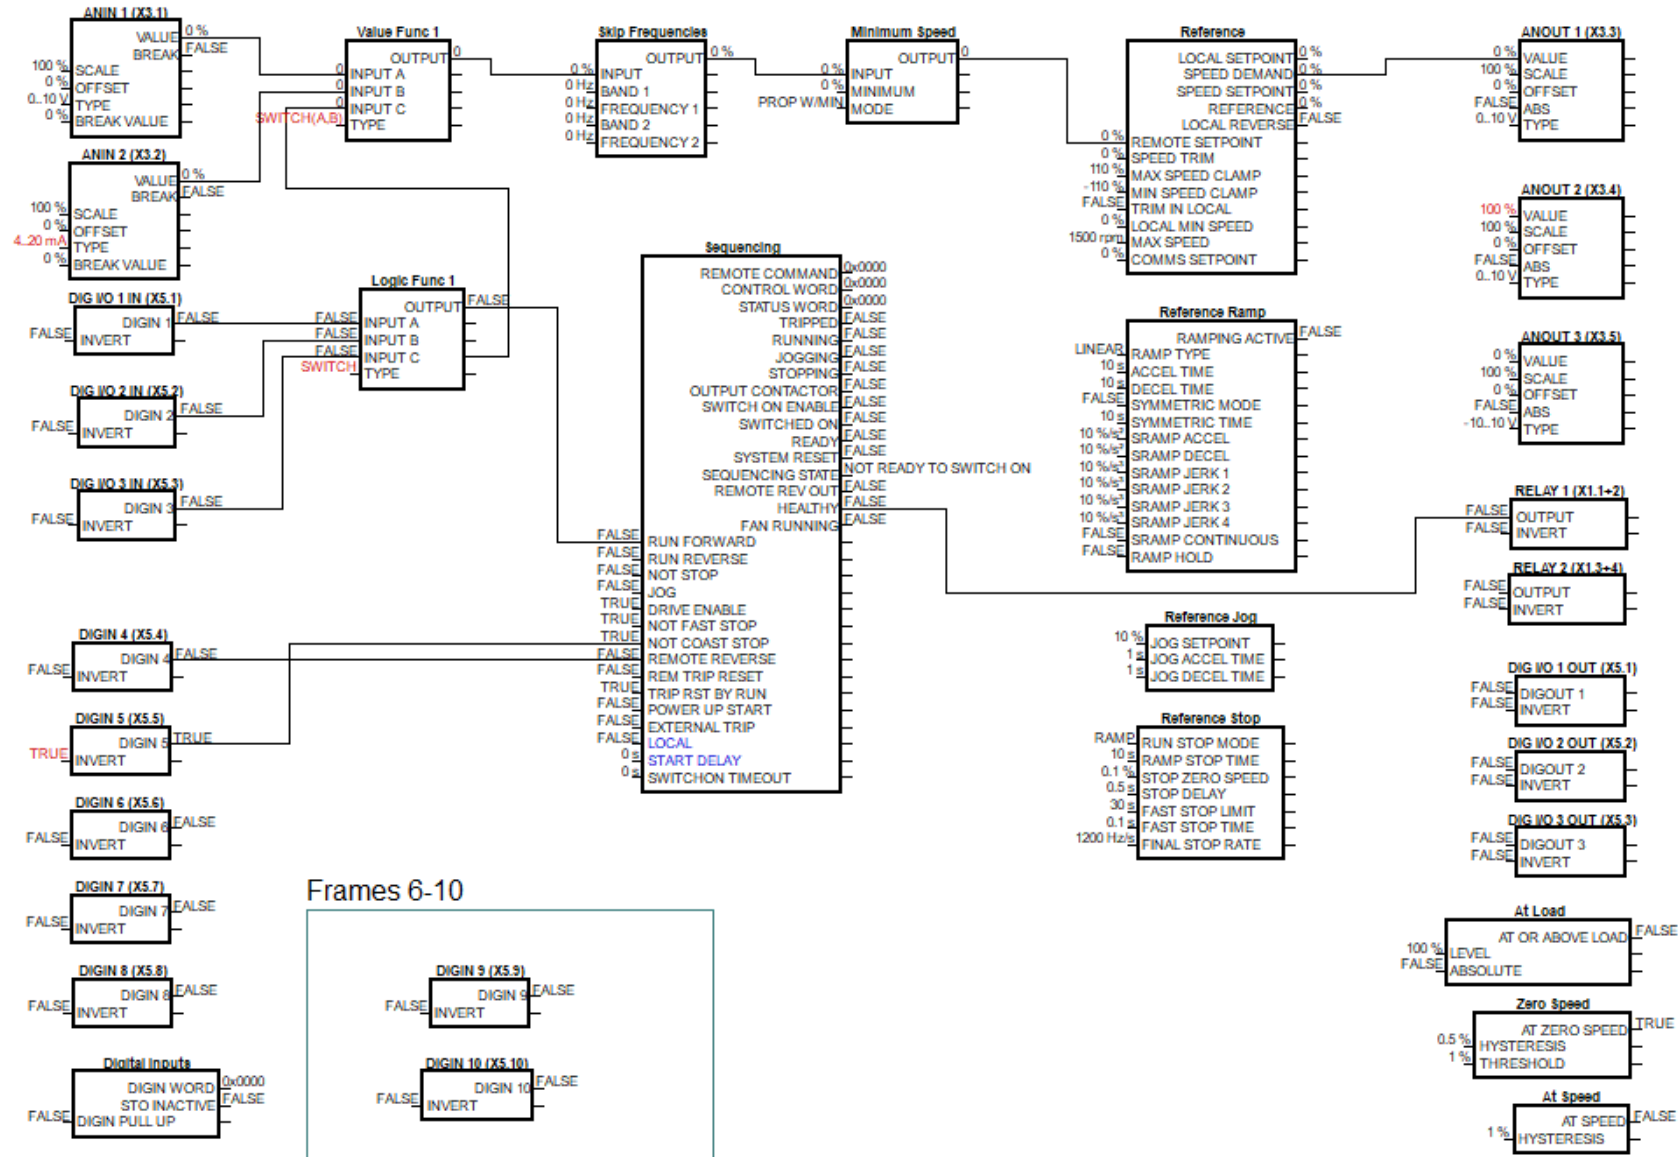 ANIN 1 (X3.1)
VALUE 0 %
BREAK FALSE
100 % SCALE
0 % OFFSET
0..10 V TYPE
0 % BREAK VALUE
ANIN 2 (X3.2)
VALUE 0 %
BREAK FALSE
100 % SCALE
0 % OFFSET
4..20 mA TYPE
0 % BREAK VALUE
DIG I/O 1 IN (X5.1)
DIGIN 1 FALSE
FALSE INVERT
DIG I/O 2 IN (X5.2)
DIGIN 2 FALSE
FALSE INVERT
DIG I/O 3 IN (X5.3)
DIGIN 3 FALSE
FALSE INVERT
DIGIN 4 (X5.4)
DIGIN 4 FALSE
FALSE INVERT
DIGIN 5 (X5.5)
DIGIN 5 TRUE
TRUE INVERT
DIGIN 6 (X5.6)
DIGIN 6 FALSE
FALSE INVERT
DIGIN 7 (X5.7)
DIGIN 7 FALSE
FALSE INVERT
DIGIN 8 (X5.8)
DIGIN 8 FALSE
FALSE INVERT
Digital Inputs
DIGIN WORD 0x0000
STO INACTIVE FALSE
FALSE DIGIN PULL UP
Value Func 1
OUTPUT 0
0 INPUT A
0 INPUT B
0 INPUT C
SWITCH(A,B) TYPE
Logic Func 1
OUTPUT FALSE
FALSE INPUT A
FALSE INPUT B
FALSE INPUT C
SWITCH TYPE
Frames 6-10
DIGIN 9 (X5.9)
DIGIN 9 FALSE
FALSE INVERT
DIGIN 10 (X5.10)
DIGIN 10 FALSE
FALSE INVERT
Skip Frequencies
OUTPUT 0 %
0 % INPUT
0 Hz BAND 1
0 Hz FREQUENCY 1
0 Hz BAND 2
0 Hz FREQUENCY 2
Minimum Speed
OUTPUT 0
0 % INPUT
0 % MINIMUM
PROP W/MIN MODE
Sequencing
REMOTE COMMAND 0x0000
CONTROL WORD 0x0000
STATUS WORD 0x0000
TRIPPED FALSE
RUNNING FALSE
JOGGING FALSE
STOPPING FALSE
OUTPUT CONTACTOR FALSE
SWITCH ON ENABLE FALSE
SWITCHED ON FALSE
READY FALSE
SYSTEM RESET FALSE
SEQUENCING STATE NOT READY TO SWITCH ON
REMOTE REV OUT FALSE
HEALTHY FALSE
FAN RUNNING FALSE
FALSE RUN FORWARD
FALSE RUN REVERSE
FALSE NOT STOP
FALSE JOG
TRUE DRIVE ENABLE
TRUE NOT FAST STOP
TRUE NOT COAST STOP
FALSE REMOTE REVERSE
FALSE REM TRIP RESET
TRUE TRIP RST BY RUN
FALSE POWER UP START
FALSE EXTERNAL TRIP
FALSE LOCAL
0 s START DELAY
0 s SWITCHON TIMEOUT
Reference
LOCAL SETPOINT 0 %
SPEED DEMAND 0 %
SPEED SETPOINT 0 %
REFERENCE 0 %
LOCAL REVERSE FALSE
0 % REMOTE SETPOINT
0 % SPEED TRIM
110 % MAX SPEED CLAMP
-110 % MIN SPEED CLAMP
FALSE TRIM IN LOCAL
0 % LOCAL MIN SPEED
1500 rpm MAX SPEED
0 % COMMS SETPOINT
Reference Ramp
RAMPING ACTIVE FALSE
LINEAR RAMP TYPE
10 s ACCEL TIME
10 s DECEL TIME
FALSE SYMMETRIC MODE
10 s SYMMETRIC TIME
10 %/s² SRAMP ACCEL
10 %/s² SRAMP DECEL
10 %/s³ SRAMP JERK 1
10 %/s³ SRAMP JERK 2
10 %/s³ SRAMP JERK 3
10 %/s³ SRAMP JERK 4
FALSE SRAMP CONTINUOUS
FALSE RAMP HOLD
Reference Jog
10 % JOG SETPOINT
1 s JOG ACCEL TIME
1 s JOG DECEL TIME
Reference Stop
RAMP RUN STOP MODE
10 s RAMP STOP TIME
0.1 % STOP ZERO SPEED
0.5 s STOP DELAY
30 s FAST STOP LIMIT
0.1 s FAST STOP TIME
1200 Hz/s FINAL STOP RATE
ANOUT 1 (X3.3)
0 % VALUE
100 % SCALE
0 % OFFSET
FALSE ABS
0..10 V TYPE
ANOUT 2 (X3.4)
100 % VALUE
100 % SCALE
0 % OFFSET
FALSE ABS
0..10 V TYPE
ANOUT 3 (X3.5)
0 % VALUE
100 % SCALE
0 % OFFSET
FALSE ABS
-10..10 V TYPE
RELAY 1 (X1.1+2)
FALSE OUTPUT
FALSE INVERT
RELAY 2 (X1.3+4)
FALSE OUTPUT
FALSE INVERT
DIG I/O 1 OUT (X5.1)
FALSE DIGOUT 1
FALSE INVERT
DIG I/O 2 OUT (X5.2)
FALSE DIGOUT 2
FALSE INVERT
DIG I/O 3 OUT (X5.3)
FALSE DIGOUT 3
FALSE INVERT
At Load
AT OR ABOVE LOAD FALSE
100 % LEVEL
FALSE ABSOLUTE
Zero Speed
AT ZERO SPEED TRUE
0.5 % HYSTERESIS
1 % THRESHOLD
At Speed
AT SPEED FALSE
1 % HYSTERESIS